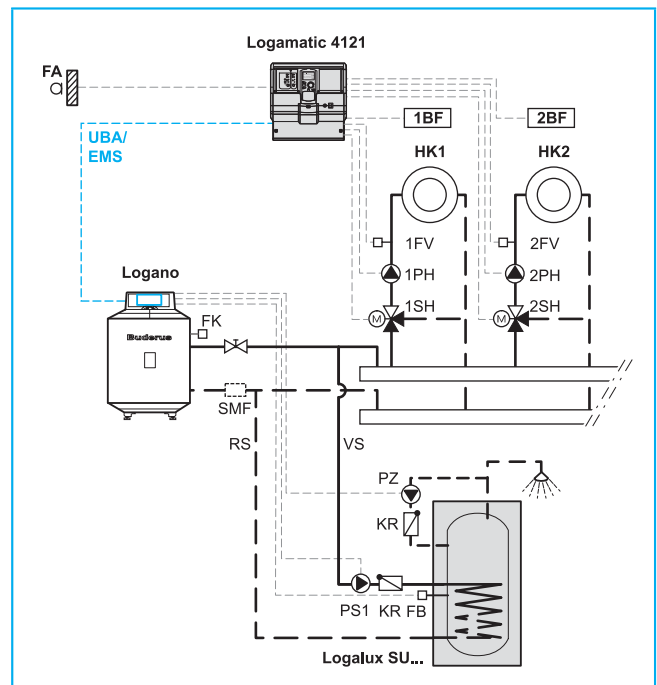 Logamatic 4121
FA
1BF
2BF
UBA/
EMS
HK1
HK2
1FV
2FV
Logano
1PH
2PH
FK
1SH
2SH
M
M
Buderus
SMF
RS
VS
PZ
KR
PS1
KR
FB
Logalux SU...